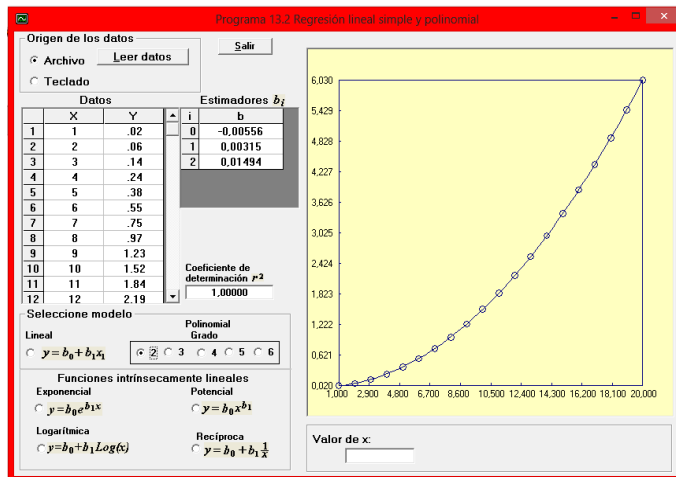 Programa 13.2 Regresión lineal simple y polinomial
Origen de los datos
Archivo
Leer datos
Salir
Teclado
Datos
Estimadores bi
X Y
i b
1 1 .02
0 -0,00556
2 2 .06
1 0,00315
3 3 .14
2 0,01494
4 4 .24
5 5 .38
6 6 .55
7 7 .75
8 8 .97
9 9 1.23
10 10 1.52
11 11 1.84
12 12 2.19
Coeficiente de
determinación r²
1,00000
Seleccione modelo
Lineal
y = b0 + b1x1
Polinomial
Grado
2 3 4 5 6
Funciones intrínsecamente lineales
Exponencial
y = b0e^b1x
Potencial
y = b0x^b1
Logarítmica
y=b0+b1Log(x)
Recíproca
y = b0 + b1 1/x
6,030
5,429
4,828
4,227
3,626
3,025
2,424
1,823
1,222
0,621
0,020
1,000 2,900 4,800 6,700 8,600 10,500 12,400 14,300 16,200 18,100 20,000
Valor de x: